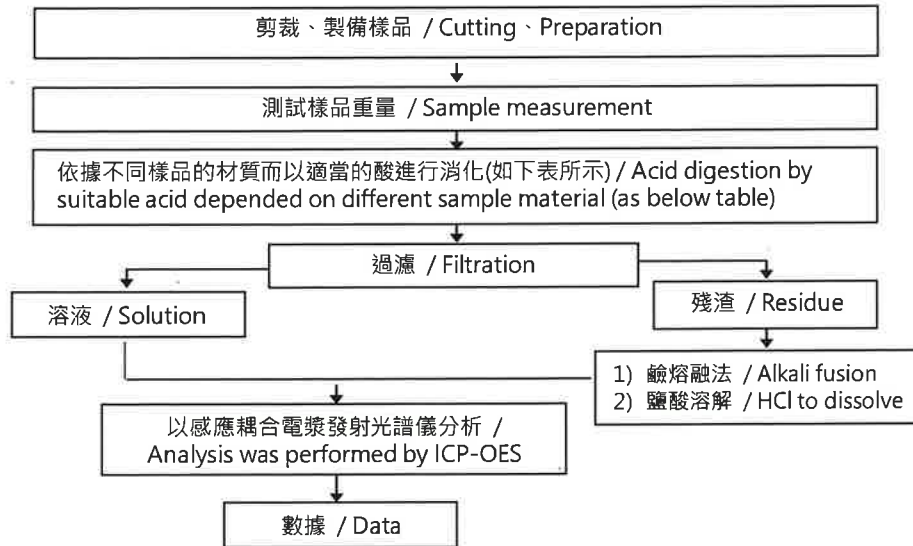 剪裁、製備樣品 / Cutting、Preparation
測試樣品重量 / Sample measurement
依據不同樣品的材質而以適當的酸進行消化(如下表所示) / Acid digestion by
suitable acid depended on different sample material (as below table)
過濾 / Filtration
溶液 / Solution
殘渣 / Residue
1) 鹼熔融法 / Alkali fusion
2) 鹽酸溶解 / HCl to dissolve
以感應耦合電漿發射光譜儀分析 /
Analysis was performed by ICP-OES
數據 / Data